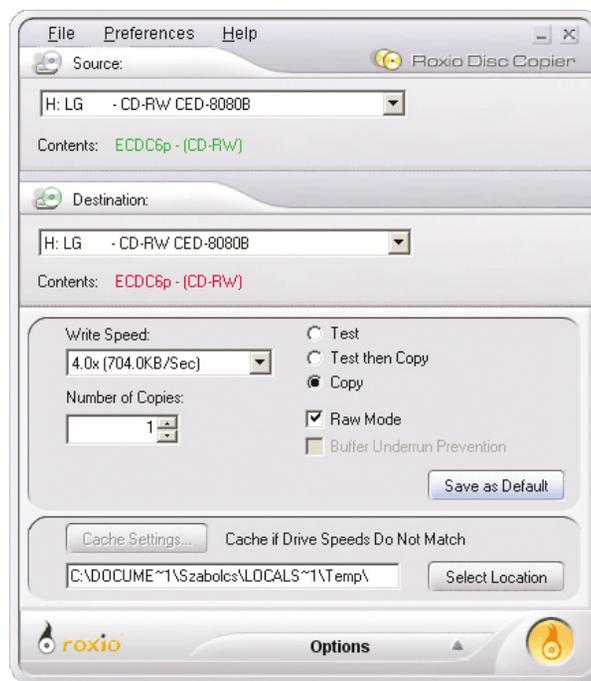 File Preferences Help
Source:
Roxio Disc Copier
H: LG - CD-RW CED-8080B
Contents: ECDC6p - (CD-RW)
Destination:
H: LG - CD-RW CED-8080B
Contents: ECDC6p - (CD-RW)
Write Speed:
4.0x (704.0KB/Sec)
Number of Copies:
1
Test
Test then Copy
Copy
Raw Mode
Buffer Underrun Prevention
Save as Default
Cache Settings... Cache if Drive Speeds Do Not Match
C:\DOCUME~1\Szabolcs\LOCALS~1\Temp\ Select Location
roxio Options